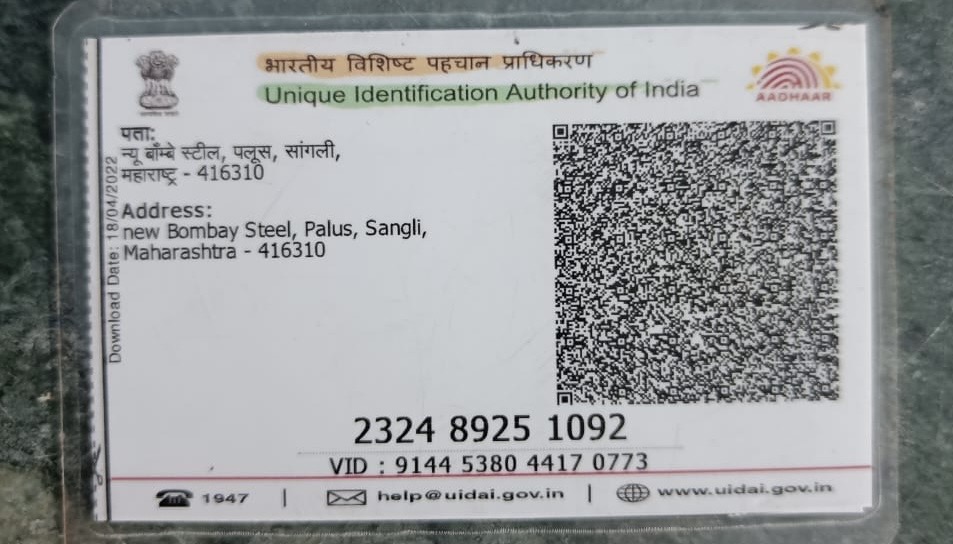 भारतीय विशिष्ट पहचान प्राधिकरण
Unique Identification Authority of India
AADHAAR
पता:
न्यू बॉम्बे स्टील, पलूस, सांगली,
महाराष्ट्र - 416310
Address:
new Bombay Steel, Palus, Sangli,
Maharashtra - 416310
Download Date: 18/04/2022
2324 8925 1092
VID : 9144 5380 4417 0773
1947 | help@uidai.gov.in | www.uidai.gov.in